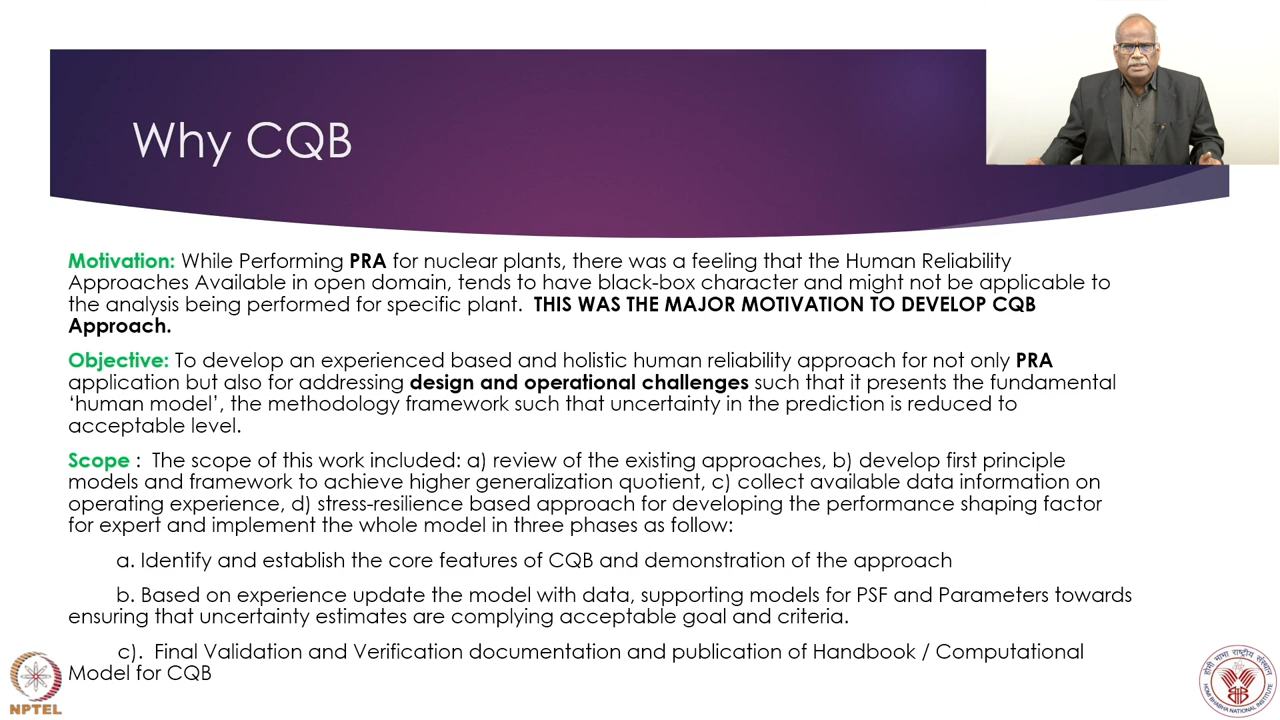 Why CQB
Motivation: While Performing PRA for nuclear plants, there was a feeling that the Human Reliability
Approaches Available in open domain, tends to have black-box character and might not be applicable to
the analysis being performed for specific plant. THIS WAS THE MAJOR MOTIVATION TO DEVELOP CQB
Approach.
Objective: To develop an experienced based and holistic human reliability approach for not only PRA
application but also for addressing design and operational challenges such that it presents the fundamental
‘human model’, the methodology framework such that uncertainty in the prediction is reduced to
acceptable level.
Scope : The scope of this work included: a) review of the existing approaches, b) develop first principle
models and framework to achieve higher generalization quotient, c) collect available data information on
operating experience, d) stress-resilience based approach for developing the performance shaping factor
for expert and implement the whole model in three phases as follow:
a. Identify and establish the core features of CQB and demonstration of the approach
b. Based on experience update the model with data, supporting models for PSF and Parameters towards
ensuring that uncertainty estimates are complying acceptable goal and criteria.
c). Final Validation and Verification documentation and publication of Handbook / Computational
Model for CQB
NPTEL
होमी भाभा राष्ट्रीय संस्थान
HOMI BHABHA NATIONAL INSTITUTE